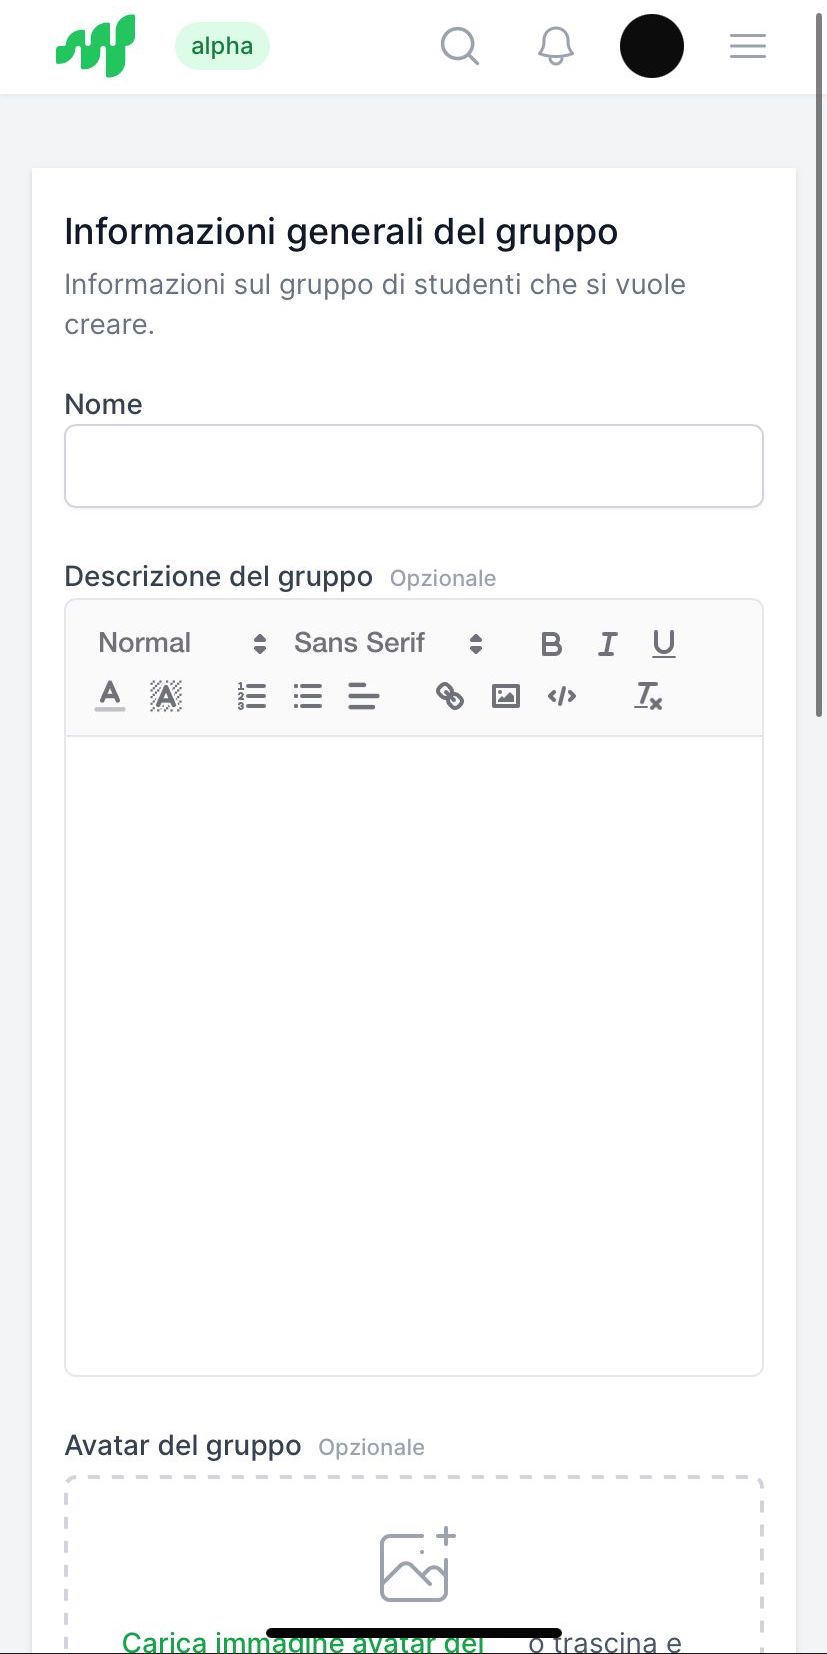 alpha
Informazioni generali del gruppo
Informazioni sul gruppo di studenti che si vuole
creare.
Nome
Descrizione del gruppo Opzionale
Normal Sans Serif B I U
Avatar del gruppo Opzionale
Carica immagine avatar del o trascina e